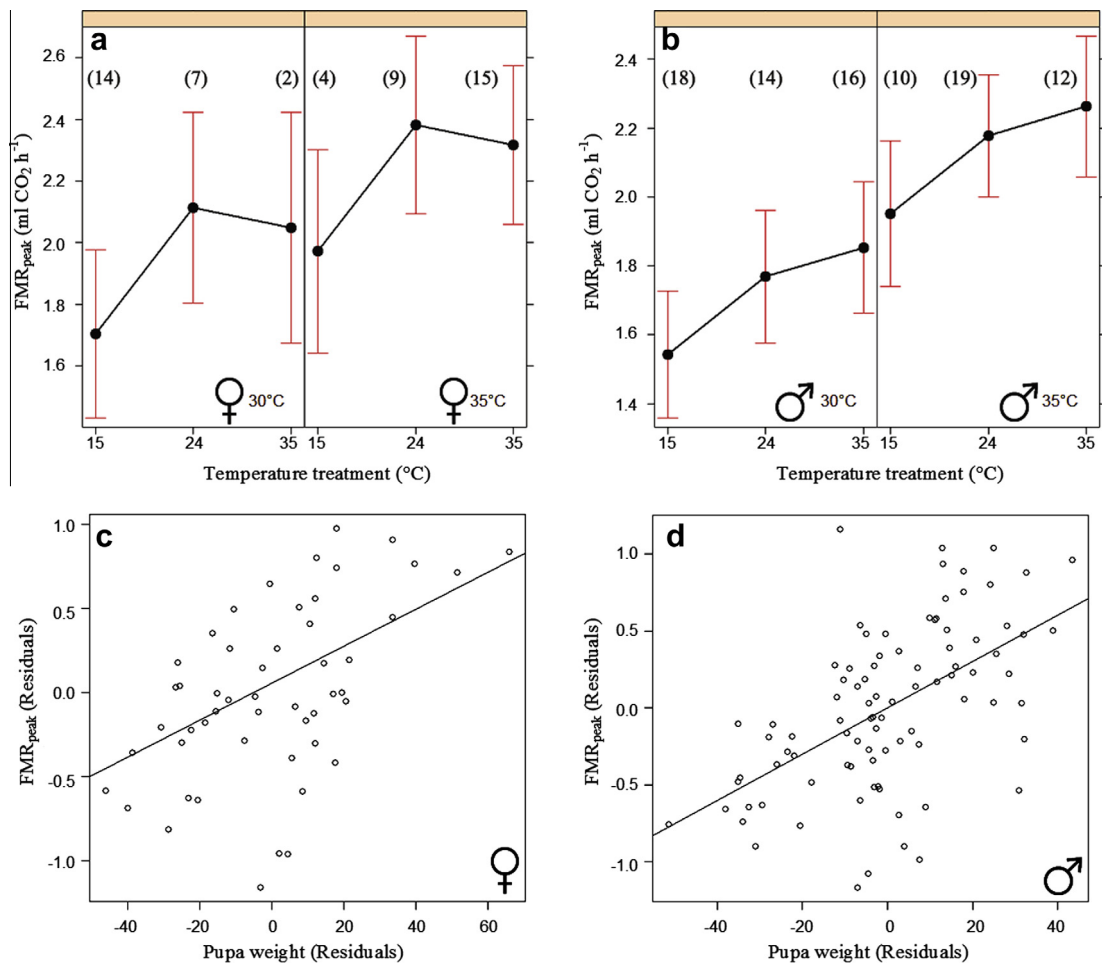 a
(14) (7) (2) (4) (9) (15)
2.6
2.4
2.2
2.0
1.8
1.6
FMRpeak (ml CO2 h-1)
♀ 30°C ♀ 35°C
15 24 35 15 24 35
Temperature treatment (°C)
b
(18) (14) (16) (10) (19) (12)
2.4
2.2
2.0
1.8
1.6
1.4
FMRpeak (ml CO2 h-1)
♂ 30°C ♂ 35°C
15 24 35 15 24 35
Temperature treatment (°C)
c
1.0
0.5
0.0
-0.5
-1.0
FMRpeak (Residuals)
♀
-40 -20 0 20 40 60
Pupa weight (Residuals)
d
1.0
0.5
0.0
-0.5
-1.0
FMRpeak (Residuals)
♂
-40 -20 0 20 40
Pupa weight (Residuals)